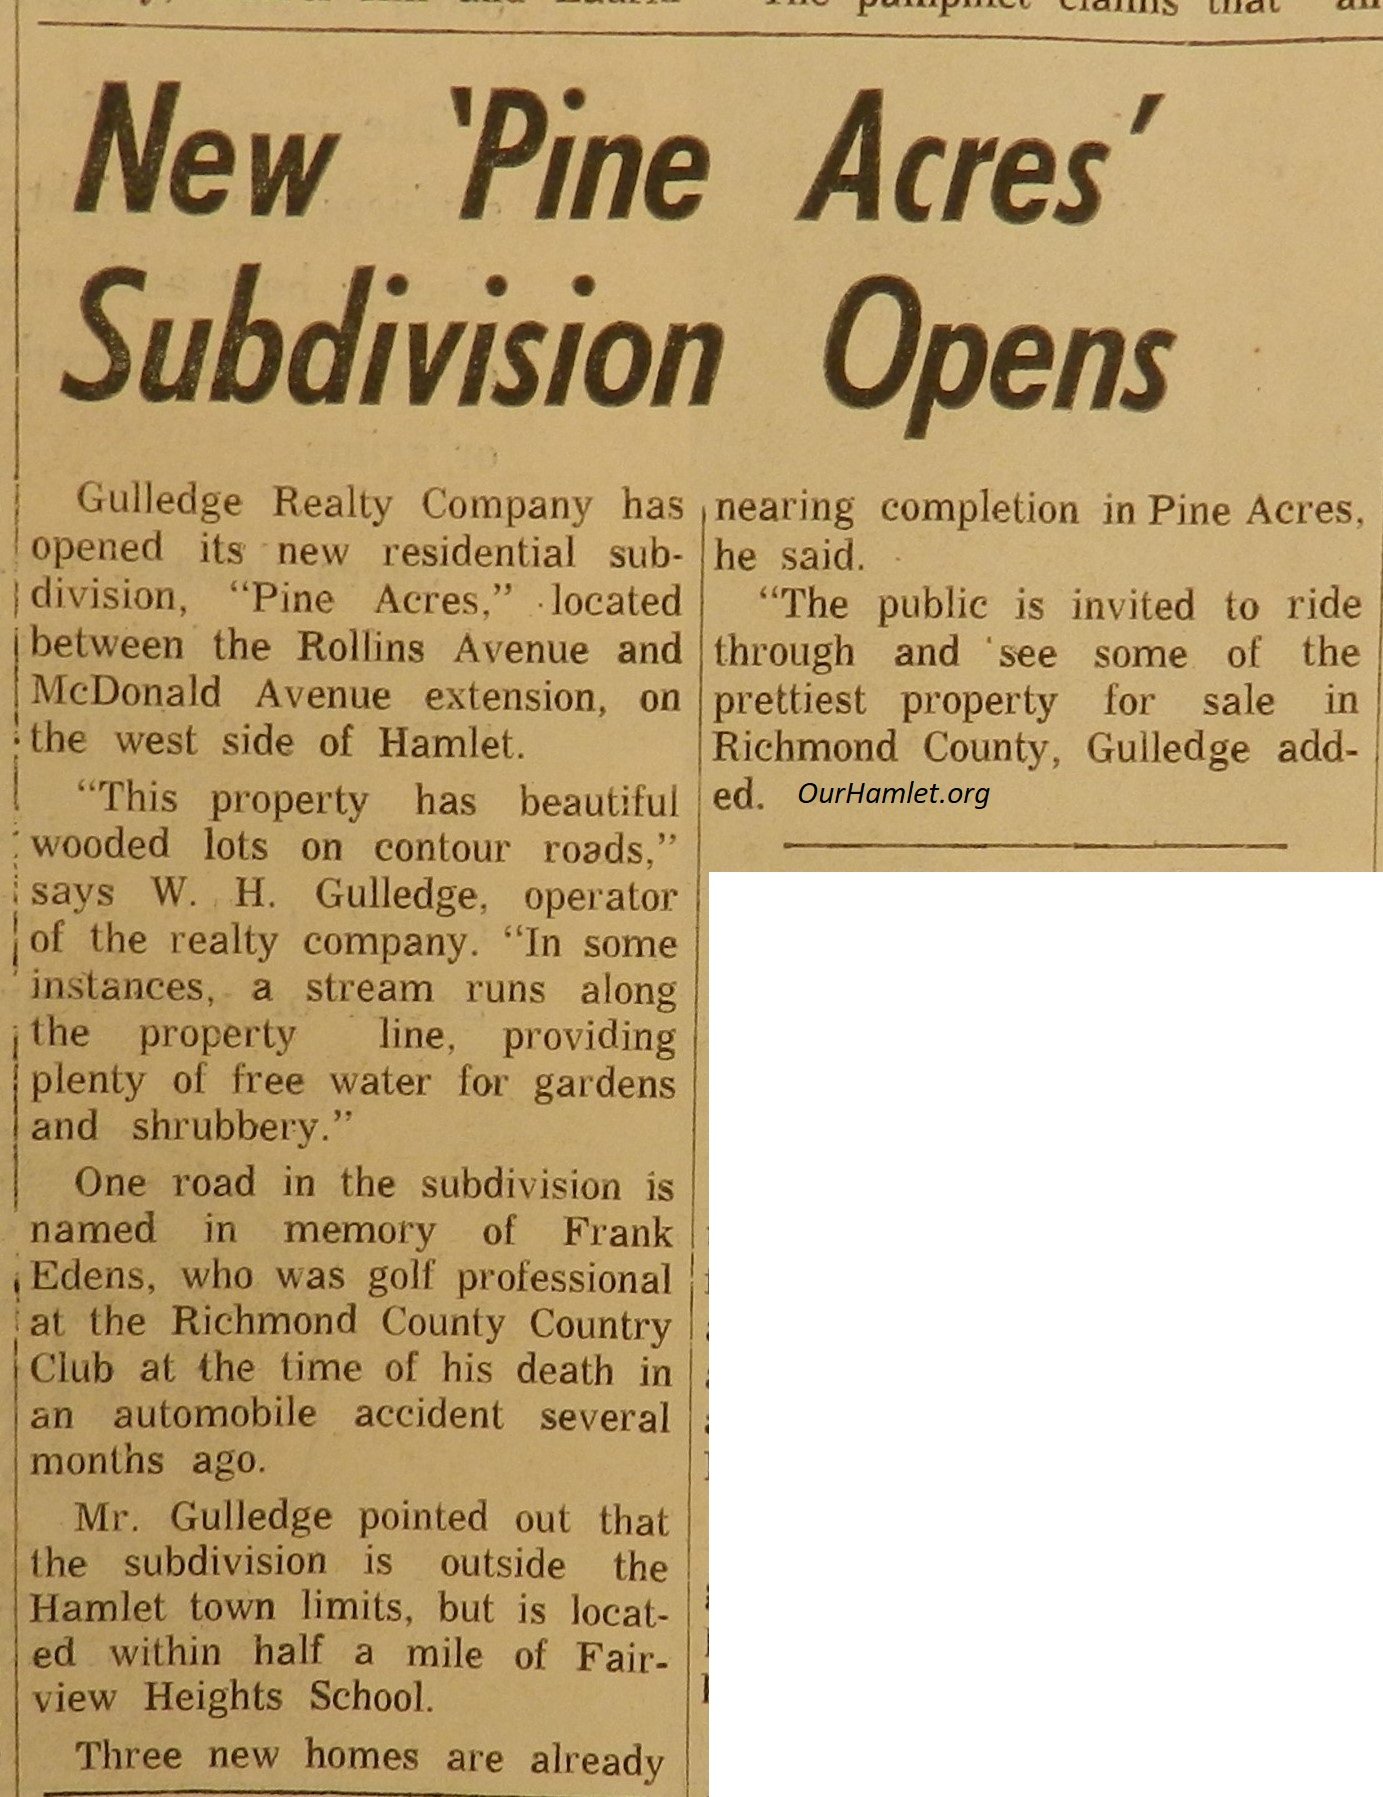 The pamphlet claims that
New 'Pine Acres'
Subdivision Opens
Gulledge Realty Company has
opened its new residential sub-
division, "Pine Acres," located
between the Rollins Avenue and
McDonald Avenue extension, on
the west side of Hamlet.
"This property has beautiful
wooded lots on contour roads,"
says W. H. Gulledge, operator
of the realty company. "In some
instances, a stream runs along
the property line, providing
plenty of free water for gardens
and shrubbery."
One road in the subdivision is
named in memory of Frank
Edens, who was golf professional
at the Richmond County Country
Club at the time of his death in
an automobile accident several
months ago.
Mr. Gulledge pointed out that
the subdivision is outside the
Hamlet town limits, but is locat-
ed within half a mile of Fair-
view Heights School.
Three new homes are already
nearing completion in Pine Acres,
he said.
"The public is invited to ride
through and see some of the
prettiest property for sale in
Richmond County, Gulledge add-
ed. OurHamlet.org